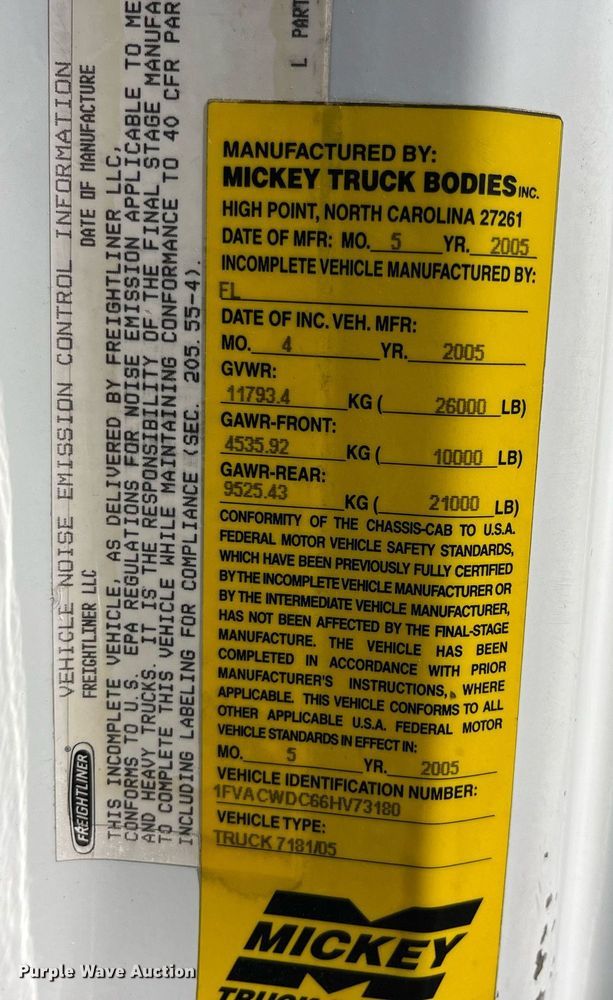 MANUFACTURED BY:
MICKEY TRUCK BODIES INC.
HIGH POINT, NORTH CAROLINA 27261
DATE OF MFR: MO. 5 YR. 2005
INCOMPLETE VEHICLE MANUFACTURED BY:
FL
DATE OF INC. VEH. MFR:
MO. 4 YR. 2005
GVWR:
11793.4 KG ( 26000 LB)
GAWR-FRONT:
4535.92 KG ( 10000 LB)
GAWR-REAR:
9525.43 KG ( 21000 LB)
CONFORMITY OF THE CHASSIS-CAB TO U.S.A.
FEDERAL MOTOR VEHICLE SAFETY STANDARDS,
WHICH HAVE BEEN PREVIOUSLY FULLY CERTIFIED
BY THE INCOMPLETE VEHICLE MANUFACTURER OR
BY THE INTERMEDIATE VEHICLE MANUFACTURER,
HAS NOT BEEN AFFECTED BY THE FINAL-STAGE
MANUFACTURE. THE VEHICLE HAS BEEN
COMPLETED IN ACCORDANCE WITH PRIOR
MANUFACTURER'S INSTRUCTIONS, WHERE
APPLICABLE. THIS VEHICLE CONFORMS TO ALL
OTHER APPLICABLE U.S.A. FEDERAL MOTOR
VEHICLE STANDARDS IN EFFECT IN:
MO. 5 YR. 2005
VEHICLE IDENTIFICATION NUMBER:
1FVACWDC66HV73180
VEHICLE TYPE:
TRUCK 7181/05
MICKEY
FREIGHTLINER
VEHICLE NOISE EMISSION CONTROL INFORMATION
FREIGHTLINER LLC DATE OF MANUFACTURE
THIS INCOMPLETE VEHICLE, AS DELIVERED BY FREIGHTLINER LLC,
CONFORMS TO U.S. EPA REGULATIONS FOR NOISE EMISSION APPLICABLE TO ME
AND HEAVY TRUCKS. IT IS THE RESPONSIBILITY OF THE FINAL STAGE MANUFA
TO COMPLETE THIS VEHICLE WHILE MAINTAINING CONFORMANCE TO 40 CFR PAR
INCLUDING LABELING FOR COMPLIANCE (SEC. 205.55-4).
L PART
Purple Wave Auction